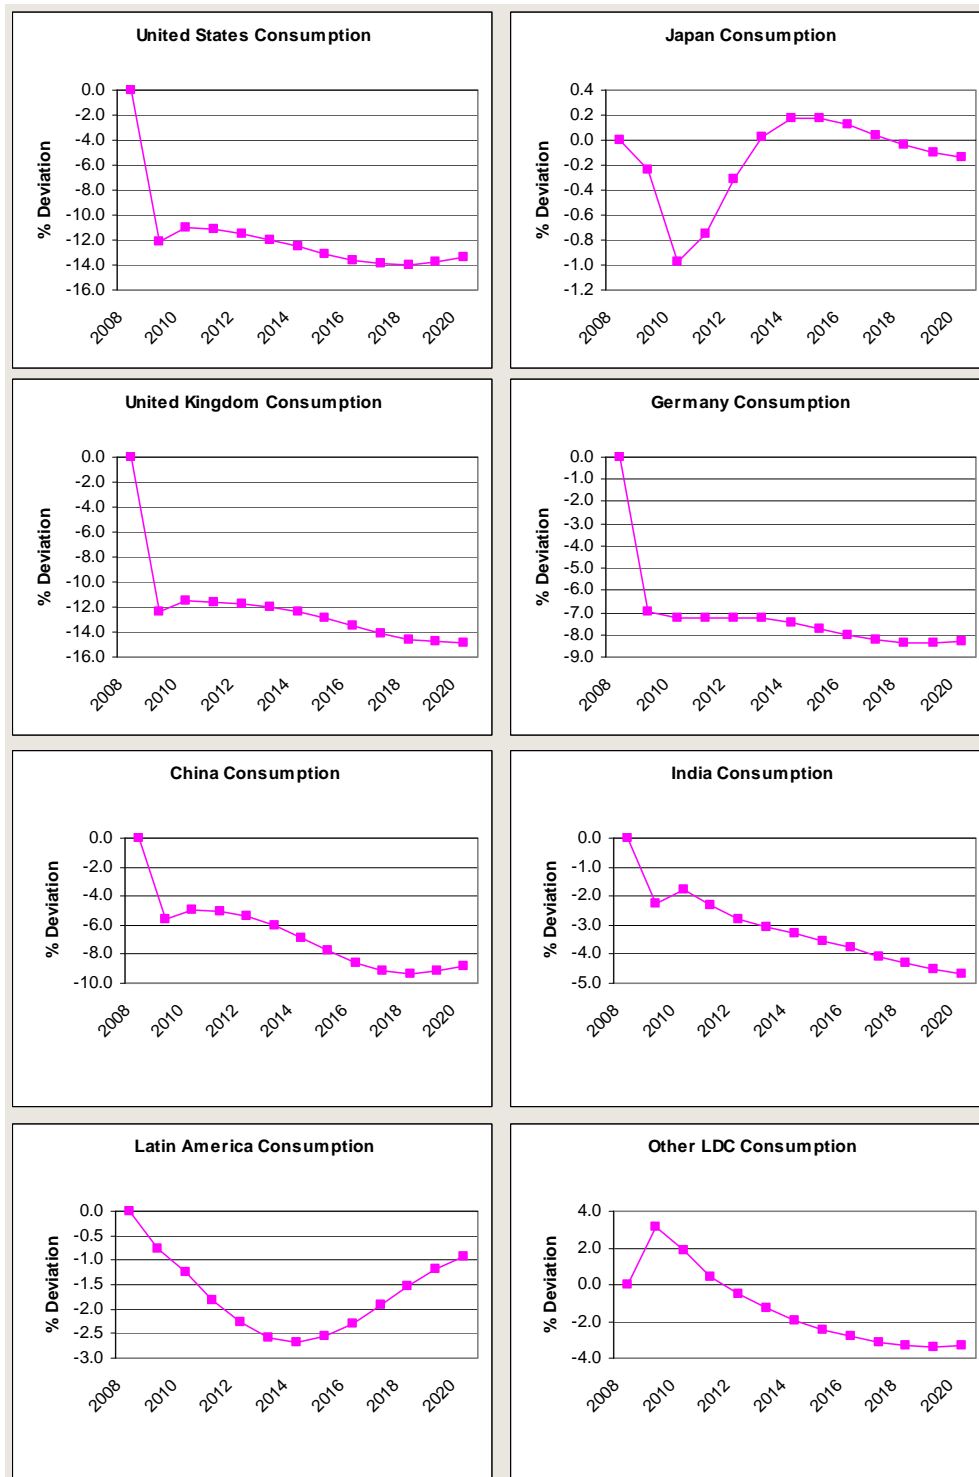 United States Consumption
% Deviation
0.0
-2.0
-4.0
-6.0
-8.0
-10.0
-12.0
-14.0
-16.0
2008 2010 2012 2014 2016 2018 2020
Japan Consumption
% Deviation
0.4
0.2
0.0
-0.2
-0.4
-0.6
-0.8
-1.0
-1.2
2008 2010 2012 2014 2016 2018 2020
United Kingdom Consumption
% Deviation
0.0
-2.0
-4.0
-6.0
-8.0
-10.0
-12.0
-14.0
-16.0
2008 2010 2012 2014 2016 2018 2020
Germany Consumption
% Deviation
0.0
-1.0
-2.0
-3.0
-4.0
-5.0
-6.0
-7.0
-8.0
-9.0
2008 2010 2012 2014 2016 2018 2020
China Consumption
% Deviation
0.0
-2.0
-4.0
-6.0
-8.0
-10.0
2008 2010 2012 2014 2016 2018 2020
India Consumption
% Deviation
0.0
-1.0
-2.0
-3.0
-4.0
-5.0
2008 2010 2012 2014 2016 2018 2020
Latin America Consumption
% Deviation
0.0
-0.5
-1.0
-1.5
-2.0
-2.5
-3.0
2008 2010 2012 2014 2016 2018 2020
Other LDC Consumption
% Deviation
4.0
2.0
0.0
-2.0
-4.0
2008 2010 2012 2014 2016 2018 2020